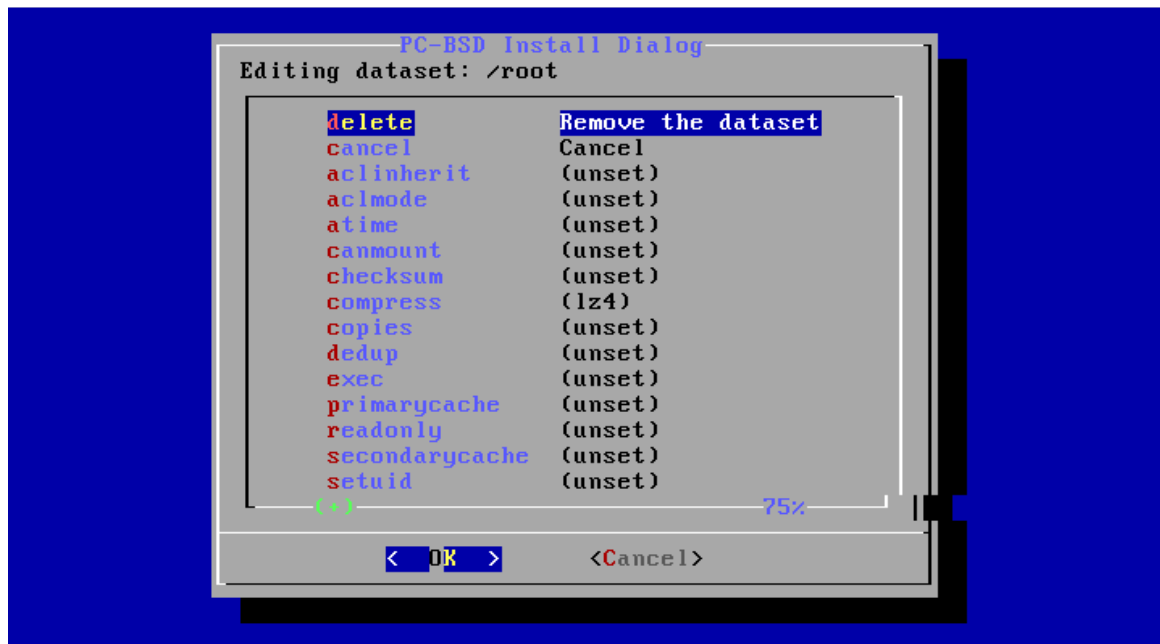 PC-BSD Install Dialog
Editing dataset: /root
delete Remove the dataset
cancel Cancel
aclinherit (unset)
aclmode (unset)
atime (unset)
canmount (unset)
checksum (unset)
compress (lz4)
copies (unset)
dedup (unset)
exec (unset)
primarycache (unset)
readonly (unset)
secondarycache (unset)
setuid (unset)
(+) 75%
< OK > <Cancel>